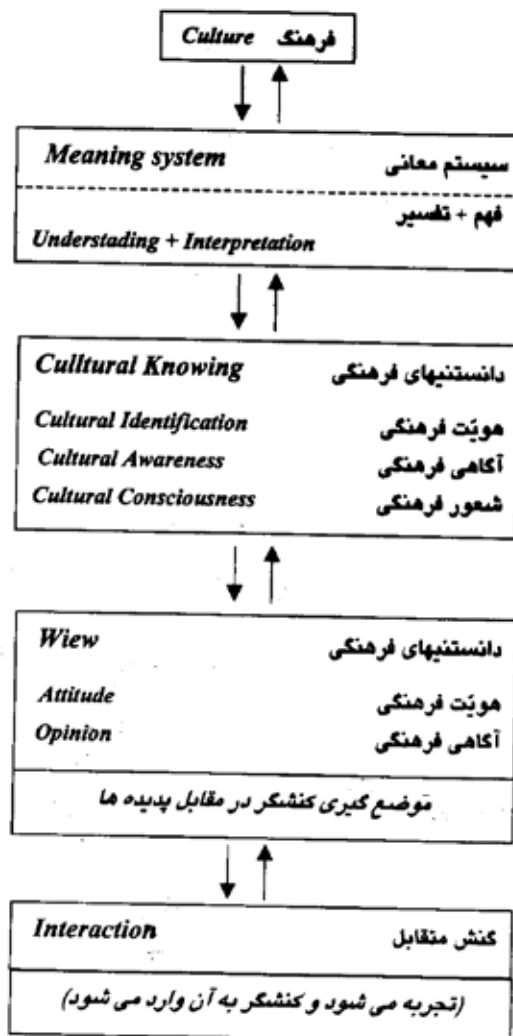 Culture فرهنگ
Meaning system سیستم معانی
فهم + تفسیر
Understading + Interpretation
Culltural Knowing دانستنیهای فرهنگی
Cultural Identification هویّت فرهنگی
Cultural Awareness آگاهی فرهنگی
Cultural Consciousness شعور فرهنگی
Wiew دانستنیهای فرهنگی
Attitude هویّت فرهنگی
Opinion آگاهی فرهنگی
موضع گیری کنشگر در مقابل پدیده ها
Interaction کنش متقابل
(تجربه می شود و کنشگر به آن وارد می شود)